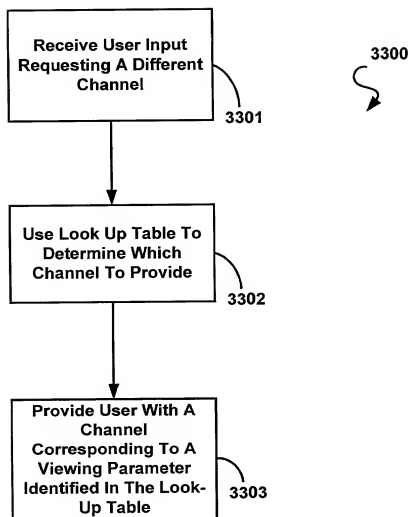 Receive User Input
Requesting A Different
Channel
3300
3301
Use Look Up Table To
Determine Which
Channel To Provide
3302
Provide User With A
Channel
Corresponding To A
Viewing Parameter
Identified In The Look-
Up Table
3303